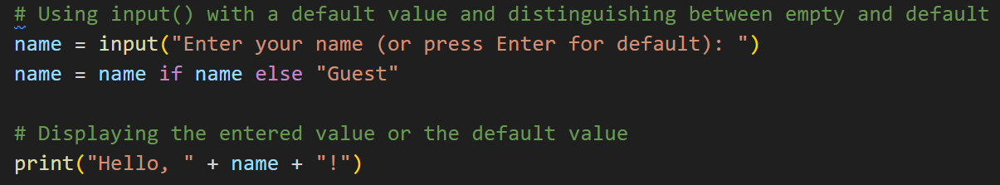 # Using input() with a default value and distinguishing between empty and default
name = input("Enter your name (or press Enter for default): ")
name = name if name else "Guest"
# Displaying the entered value or the default value
print("Hello, " + name + "!")